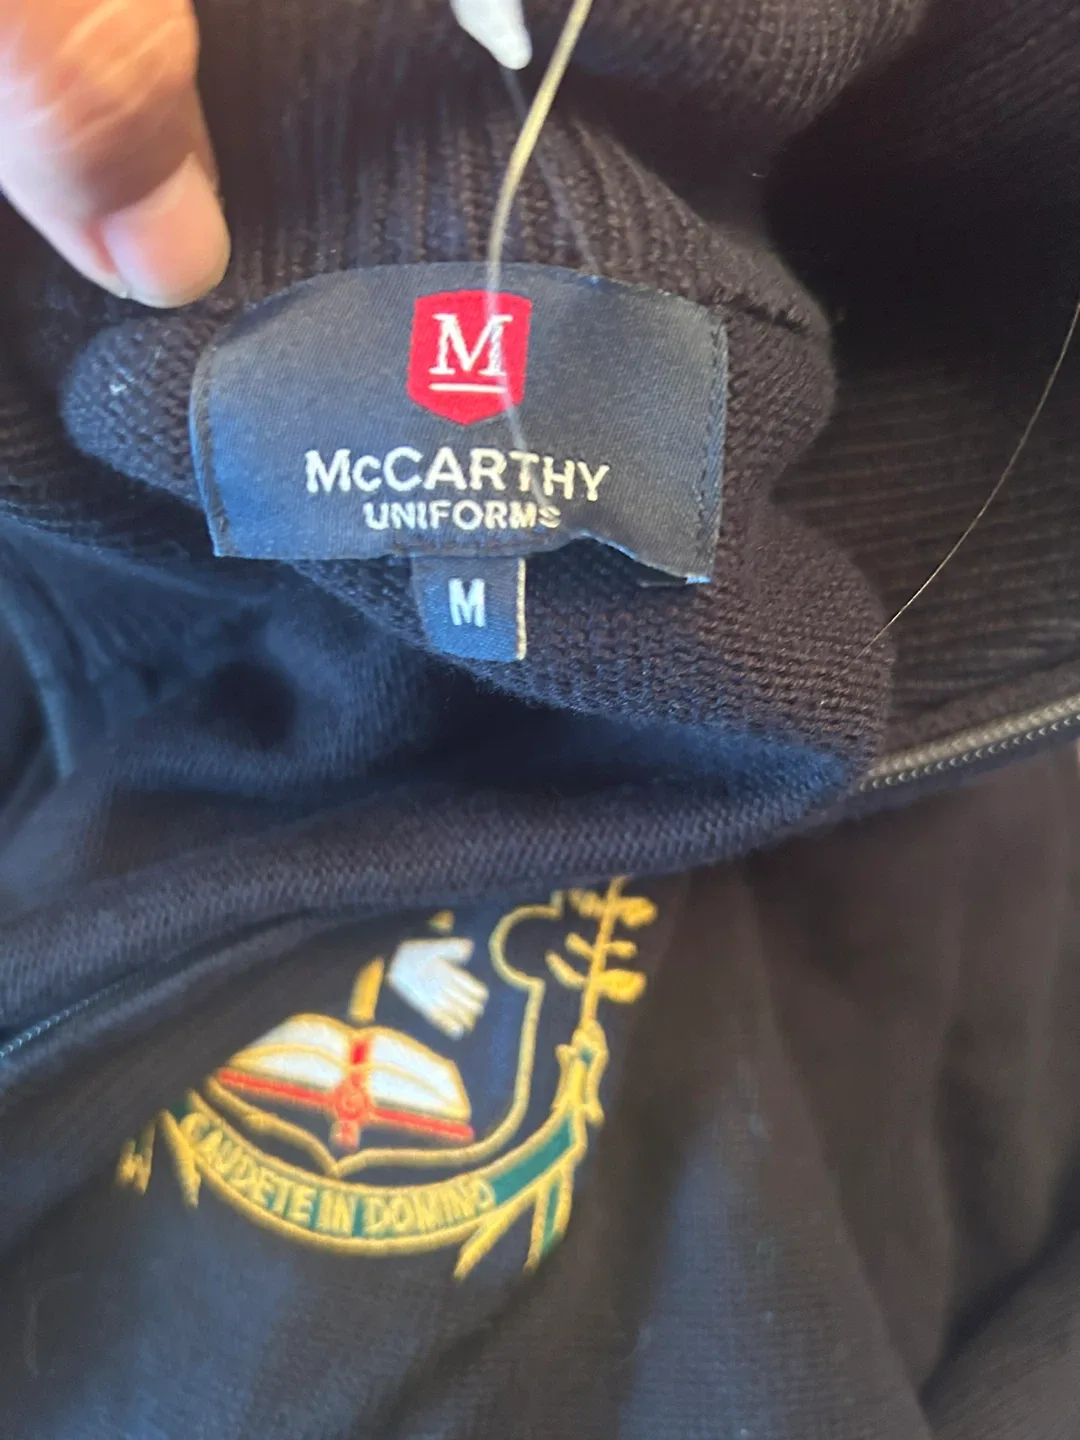 M
McCARTHY
UNIFORMS
M
GAUDETE IN DOMINO